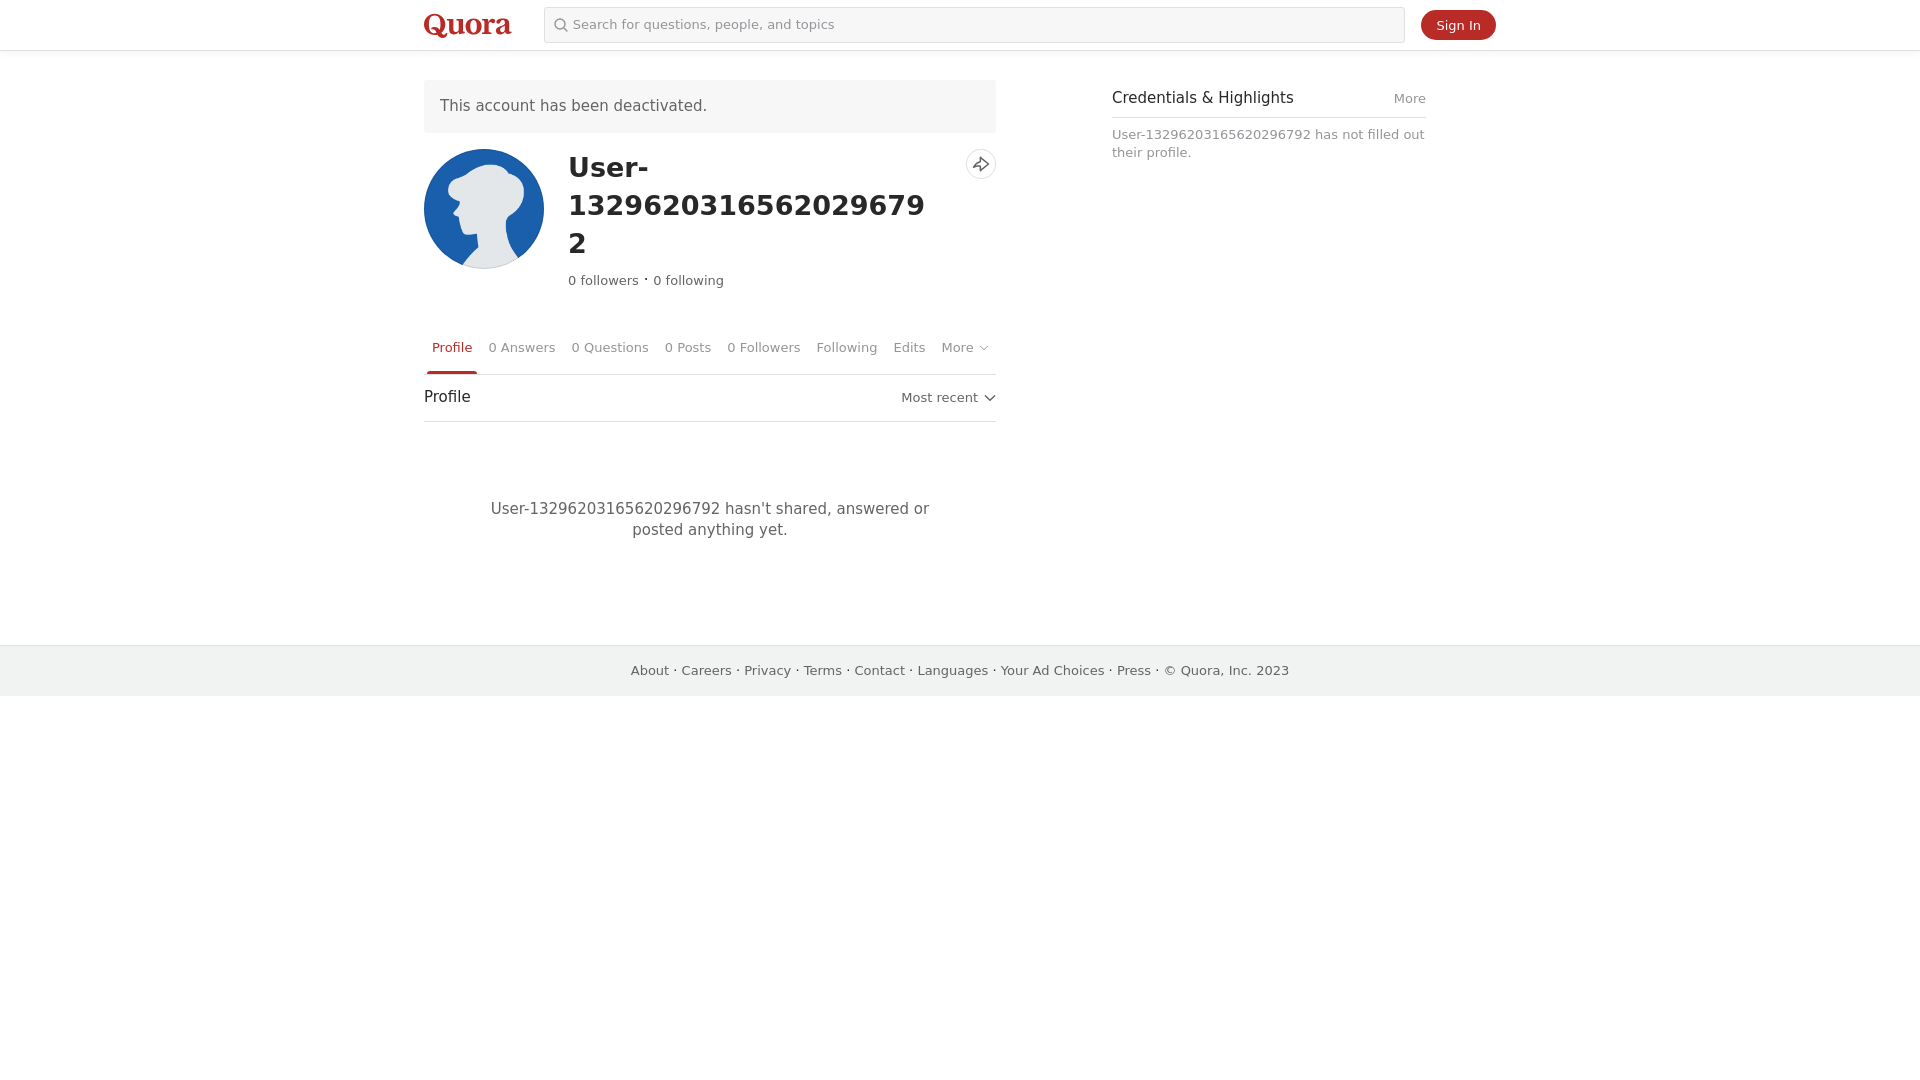 Quora
Search for questions, people, and topics
Sign In
This account has been deactivated.
User-
1329620316562029679
2
0 followers · 0 following
Profile
0 Answers
0 Questions
0 Posts
0 Followers
Following
Edits
More
Profile
Most recent
User-13296203165620296792 hasn't shared, answered or
posted anything yet.
Credentials & Highlights
More
User-13296203165620296792 has not filled out
their profile.
About · Careers · Privacy · Terms · Contact · Languages · Your Ad Choices · Press · © Quora, Inc. 2023